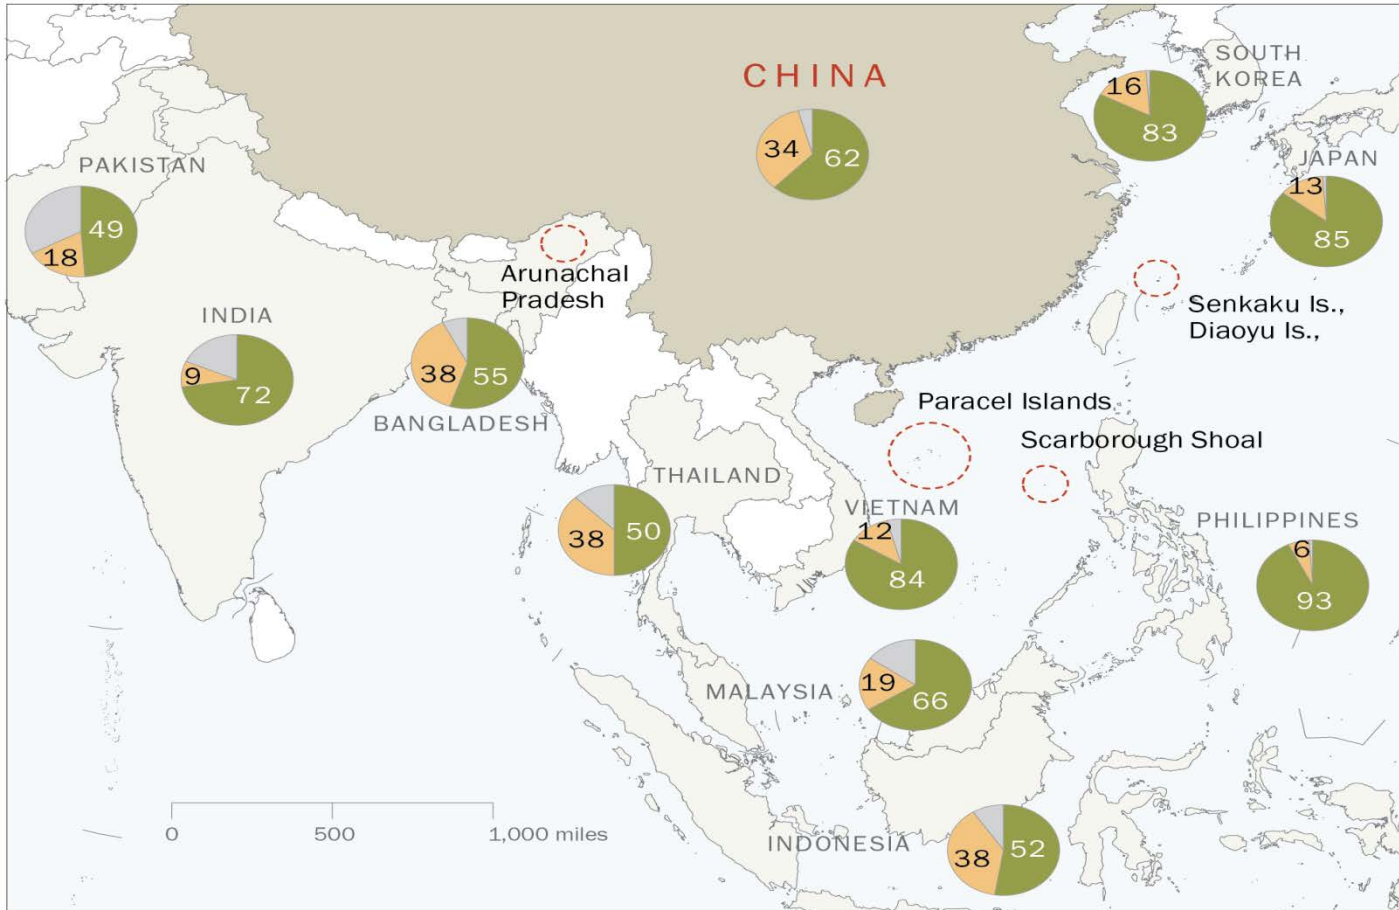 SOUTH
KOREA
CHINA
16
83
34
62
PAKISTAN
JAPAN
13
49
85
18
Arunachal
Pradesh
Senkaku Is.,
Diaoyu Is.,
INDIA
9
72
38
55
BANGLADESH
Paracel Islands
Scarborough Shoal
THAILAND
VIETNAM
PHILIPPINES
50
38
12
84
6
93
MALAYSIA
19
66
0
500
1,000 miles
INDONESIA
52
38